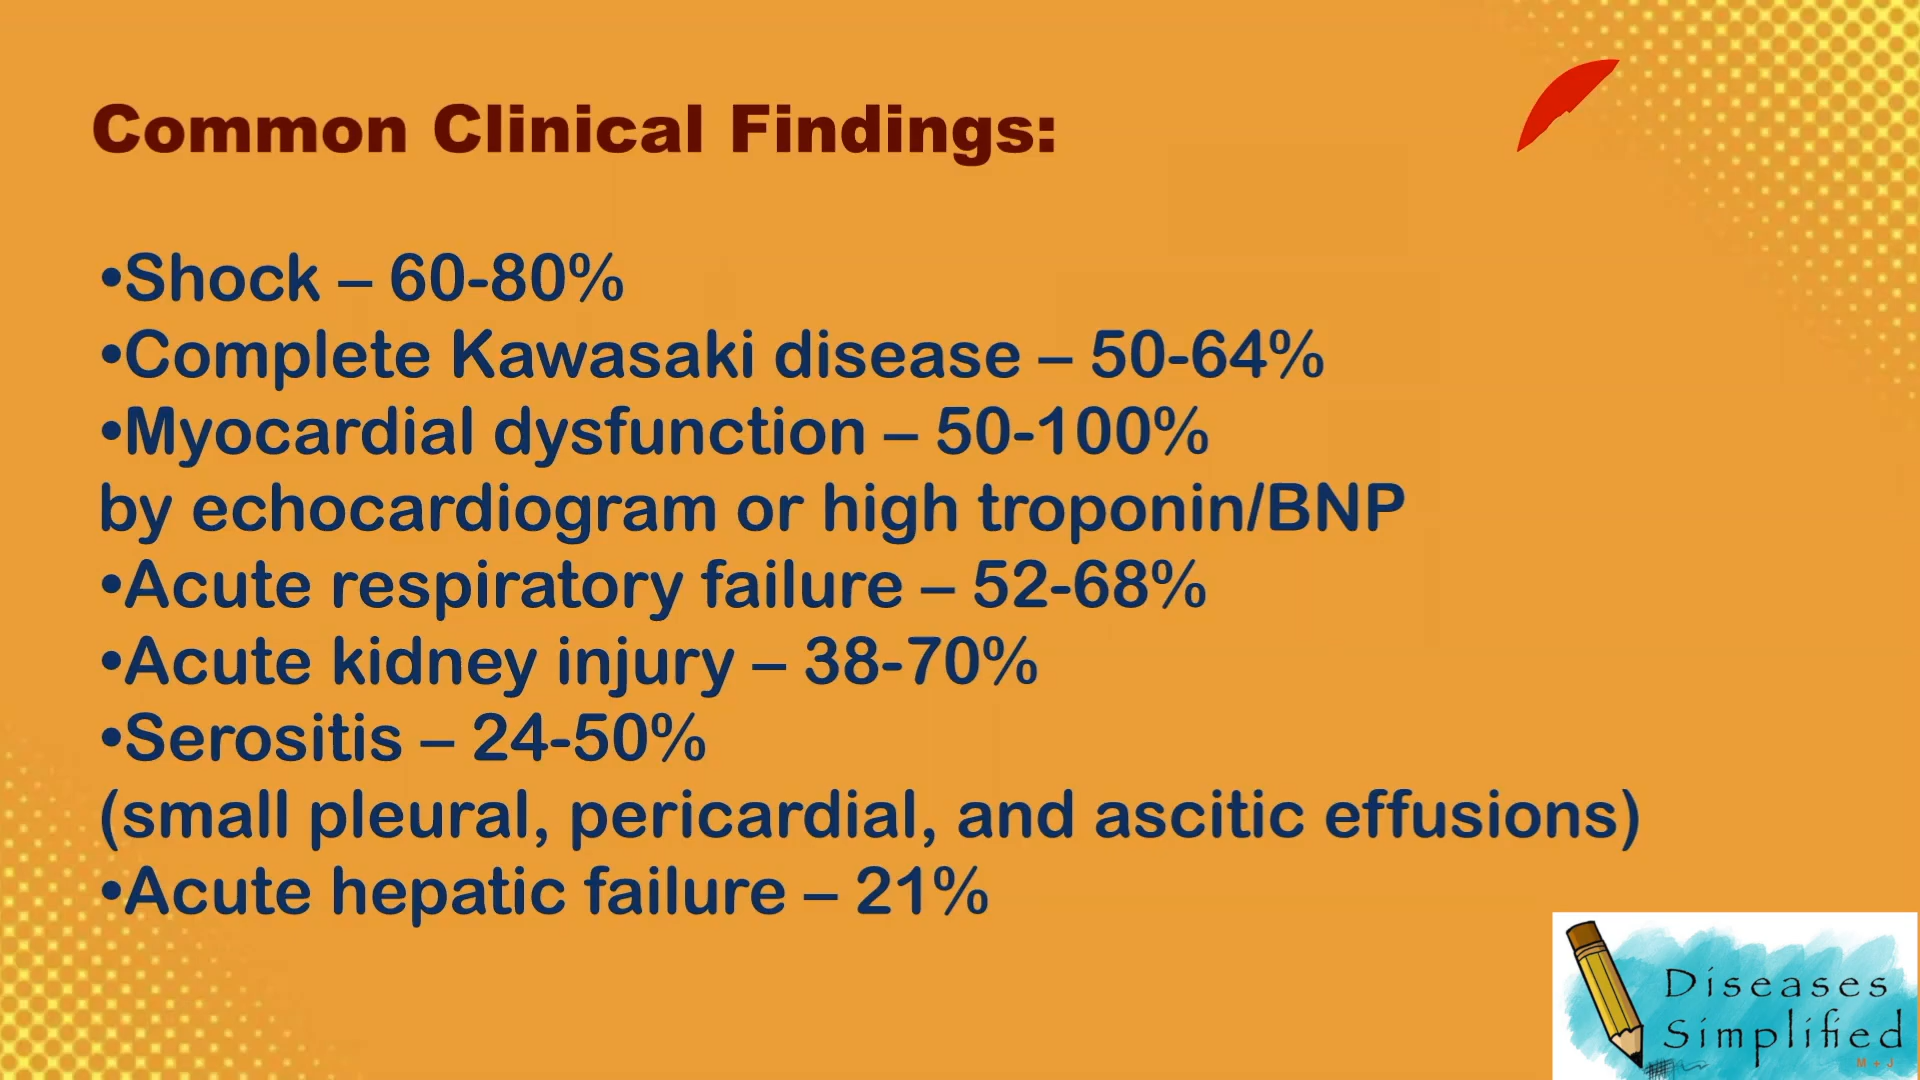 Common Clinical Findings:
•Shock – 60-80%
•Complete Kawasaki disease – 50-64%
•Myocardial dysfunction – 50-100%
by echocardiogram or high troponin/BNP
•Acute respiratory failure – 52-68%
•Acute kidney injury – 38-70%
•Serositis – 24-50%
(small pleural, pericardial, and ascitic effusions)
•Acute hepatic failure – 21%
Diseases
Simplified
M + J